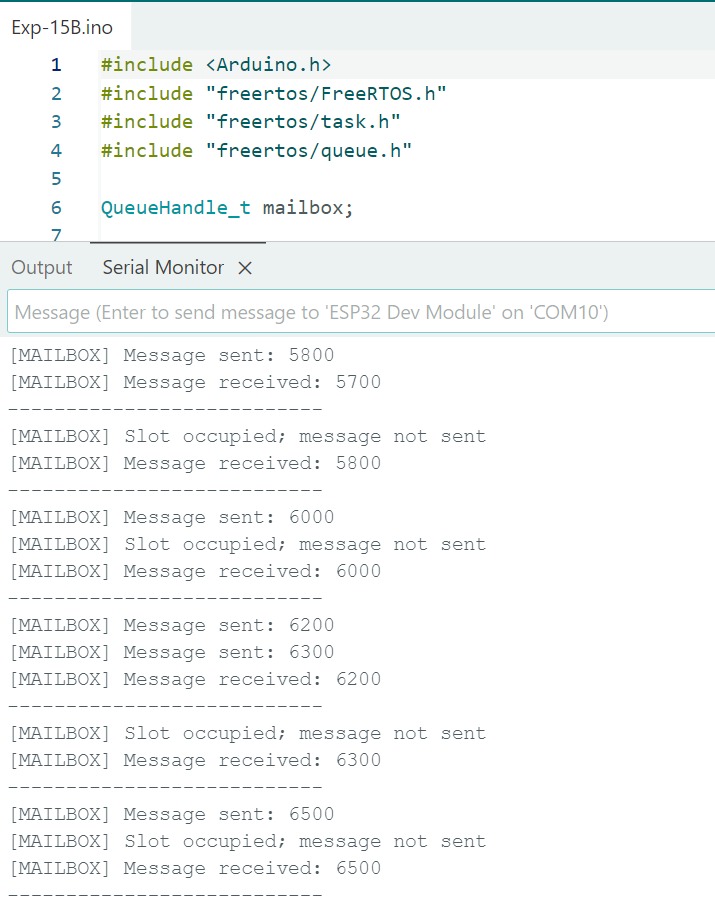 Exp-15B.ino
1 #include <Arduino.h>
2 #include "freertos/FreeRTOS.h"
3 #include "freertos/task.h"
4 #include "freertos/queue.h"
5
6 QueueHandle_t mailbox;
7
Output Serial Monitor ×
Message (Enter to send message to 'ESP32 Dev Module' on 'COM10')
[MAILBOX] Message sent: 5800
[MAILBOX] Message received: 5700
---------------------------
[MAILBOX] Slot occupied; message not sent
[MAILBOX] Message received: 5800
---------------------------
[MAILBOX] Message sent: 6000
[MAILBOX] Slot occupied; message not sent
[MAILBOX] Message received: 6000
---------------------------
[MAILBOX] Message sent: 6200
[MAILBOX] Message sent: 6300
[MAILBOX] Message received: 6200
---------------------------
[MAILBOX] Slot occupied; message not sent
[MAILBOX] Message received: 6300
---------------------------
[MAILBOX] Message sent: 6500
[MAILBOX] Slot occupied; message not sent
[MAILBOX] Message received: 6500
---------------------------